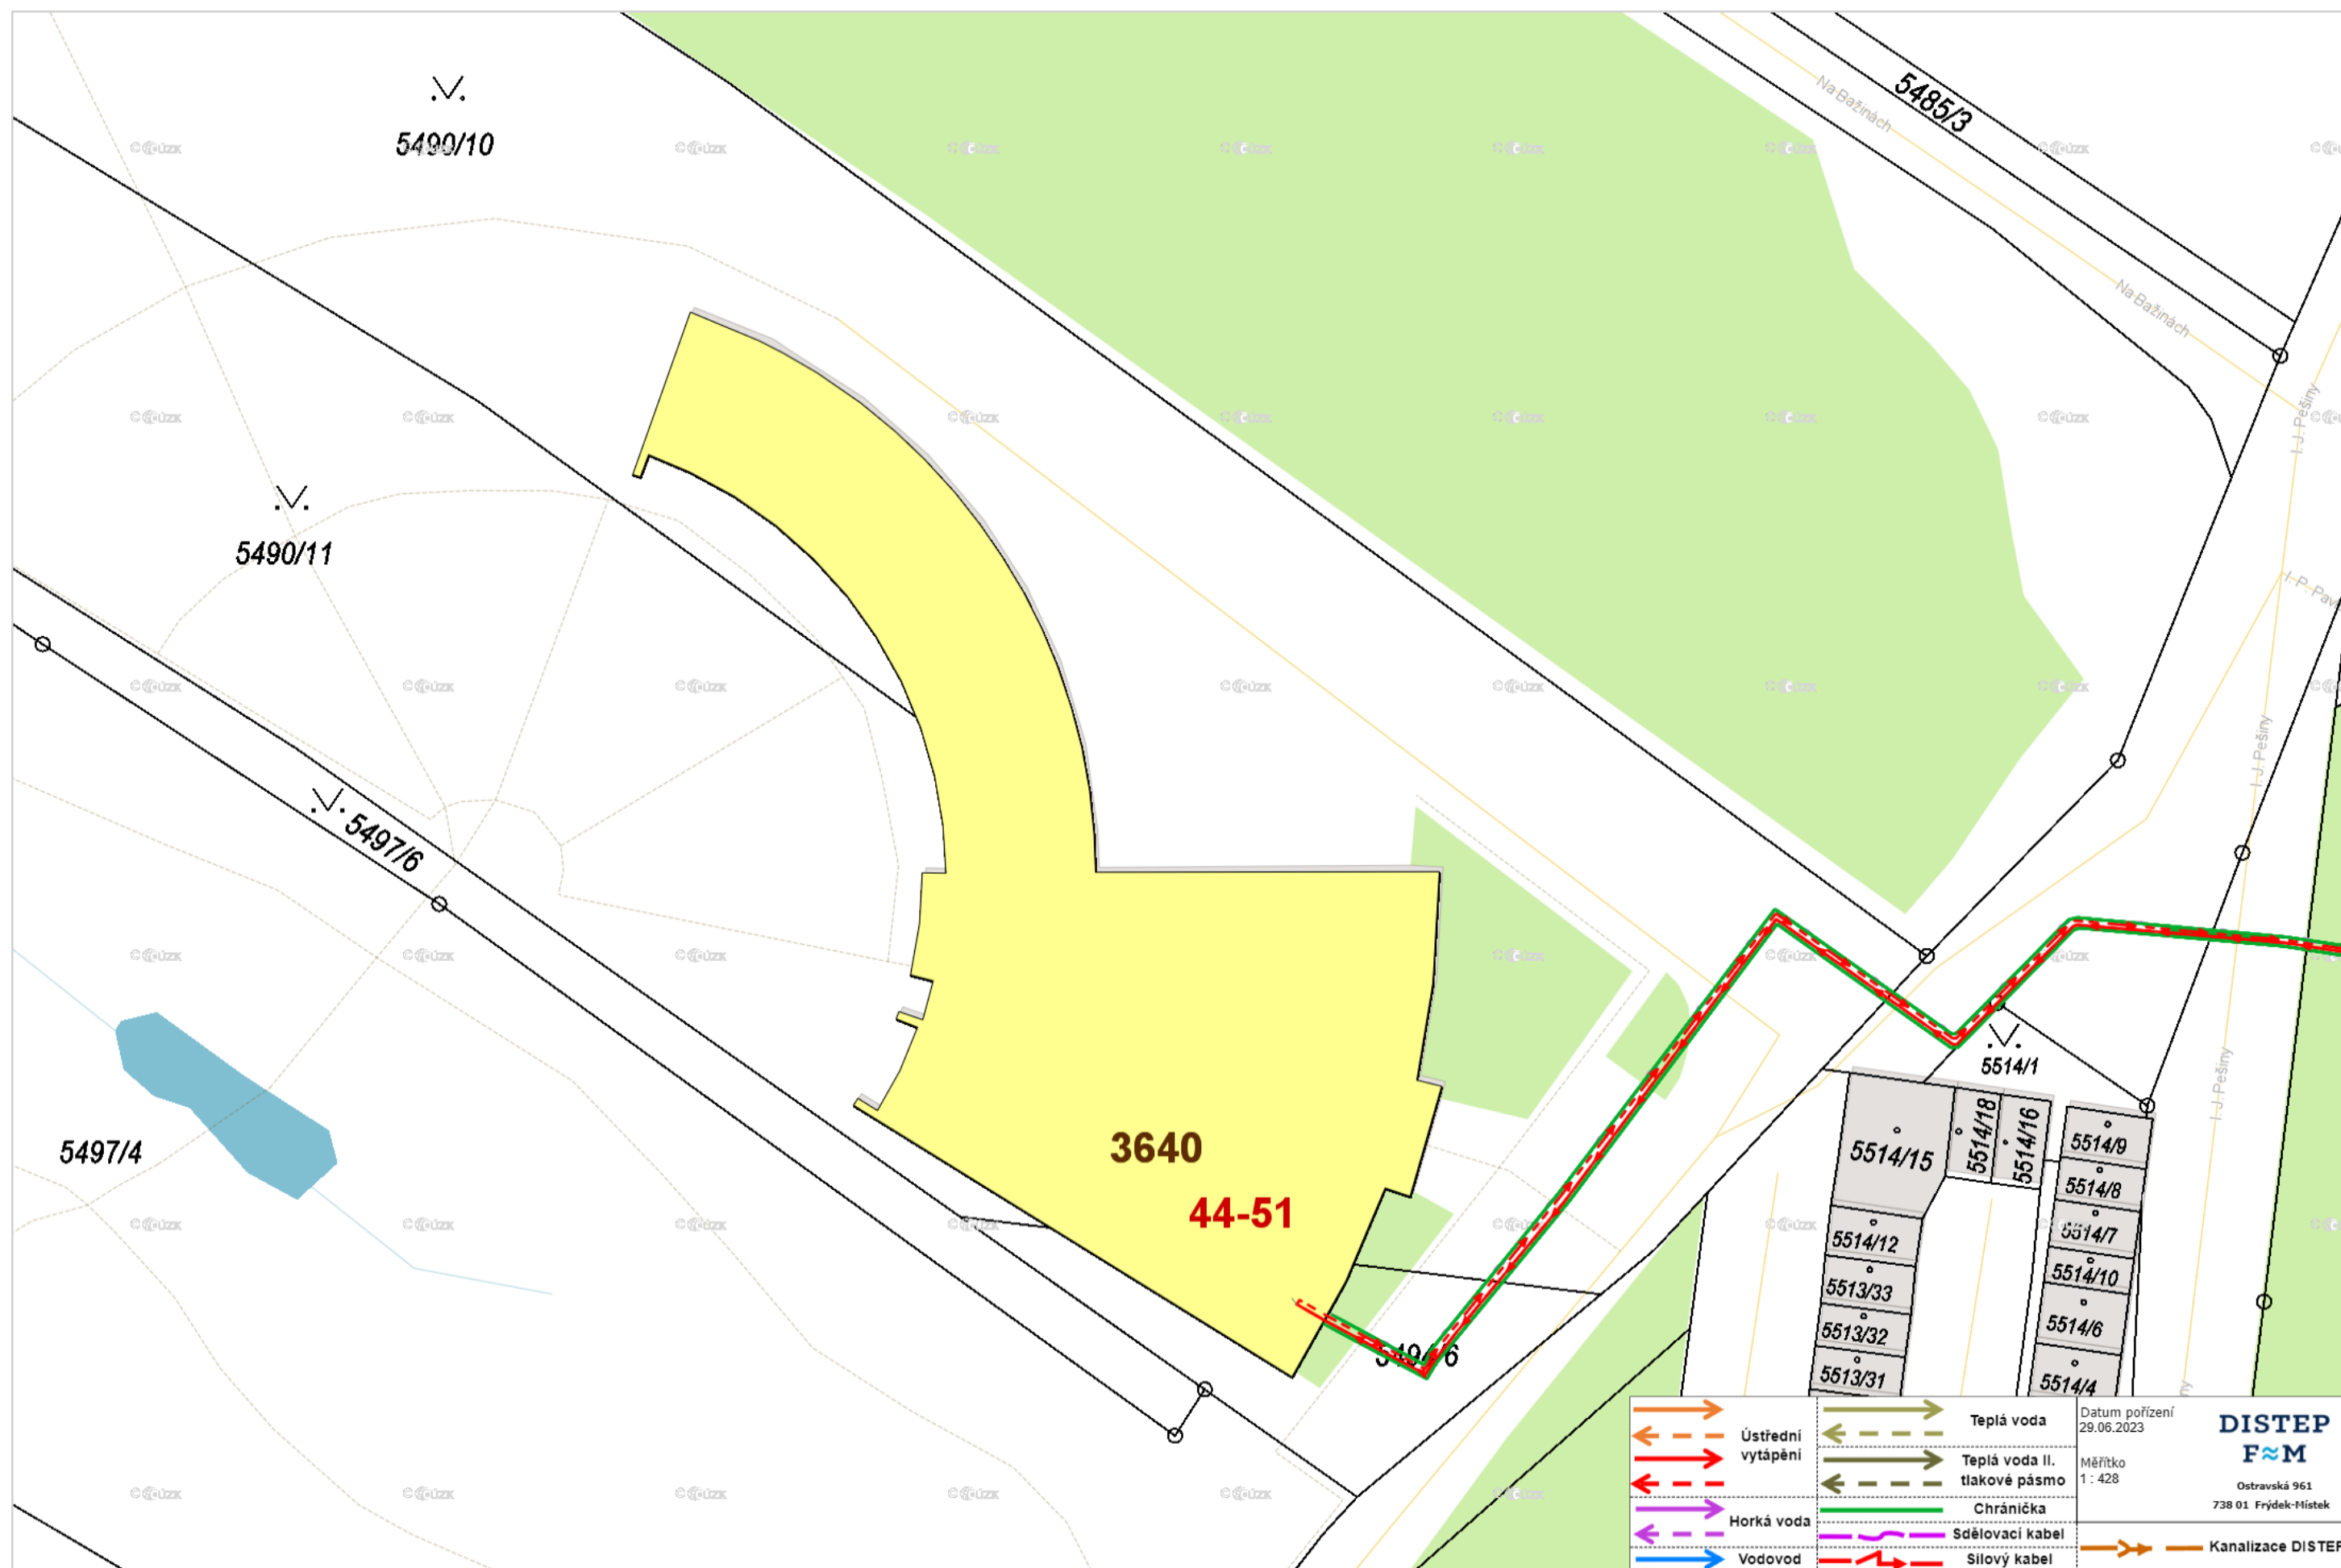 5485/3
Na Bažinách
5490/10
© ČÚZK
Na Bažinách
I. J. Pešiny
5490/11
I. P. Pav
I. J. Pešiny
5497/6
5514/1
5497/4
3640
44-51
5514/15
5514/18
5514/16
5514/9
5514/8
5514/7
5514/12
5514/10
5513/33
5514/6
5513/32
5513/31
5514/4
I. J. Pešiny
Ústřední
vytápění
Horká voda
Vodovod
Teplá voda
Teplá voda II.
tlakové pásmo
Chránička
Sdělovací kabel
Silový kabel
Datum pořízení
29.06.2023
Měřítko
1 : 428
DISTEP
F≈M
Ostravská 961
738 01 Frýdek-Místek
Kanalizace DISTEP